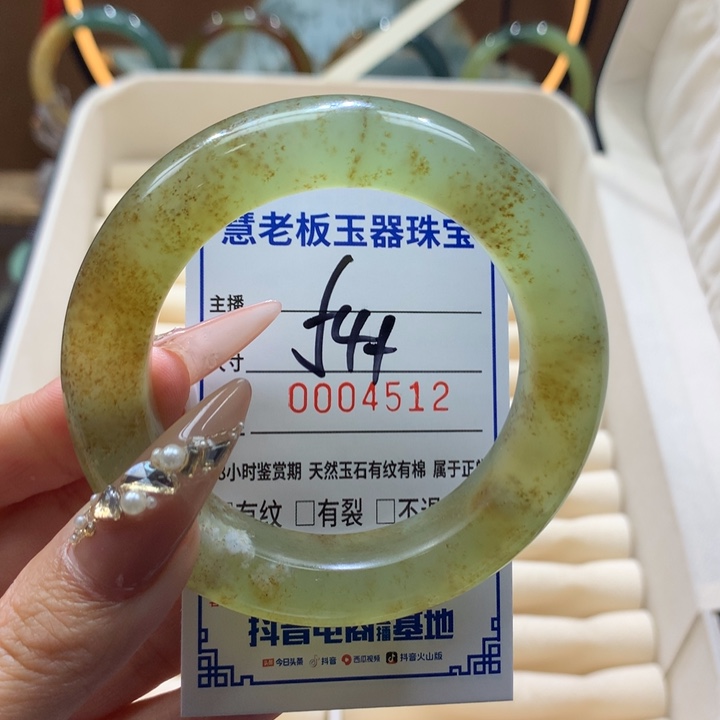 慧老板玉器珠宝
主播
寸
0004512
小时鉴赏期 天然玉石有纹有棉 属于正
有纹 □有裂 □不退
抖音电商直播基地
今日头条 抖音 西瓜视频 抖音火山版